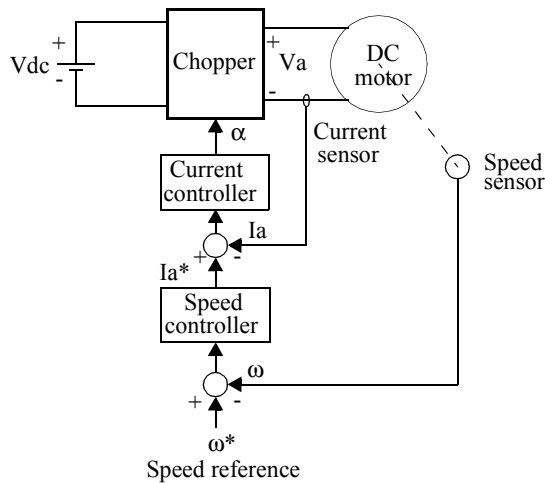 Vdc
+
-
Chopper
+
Va
-
DC
motor
α
Current
sensor
Speed
sensor
Current
controller
Ia
+
-
Ia*
Speed
controller
ω
+
-
ω*
Speed reference